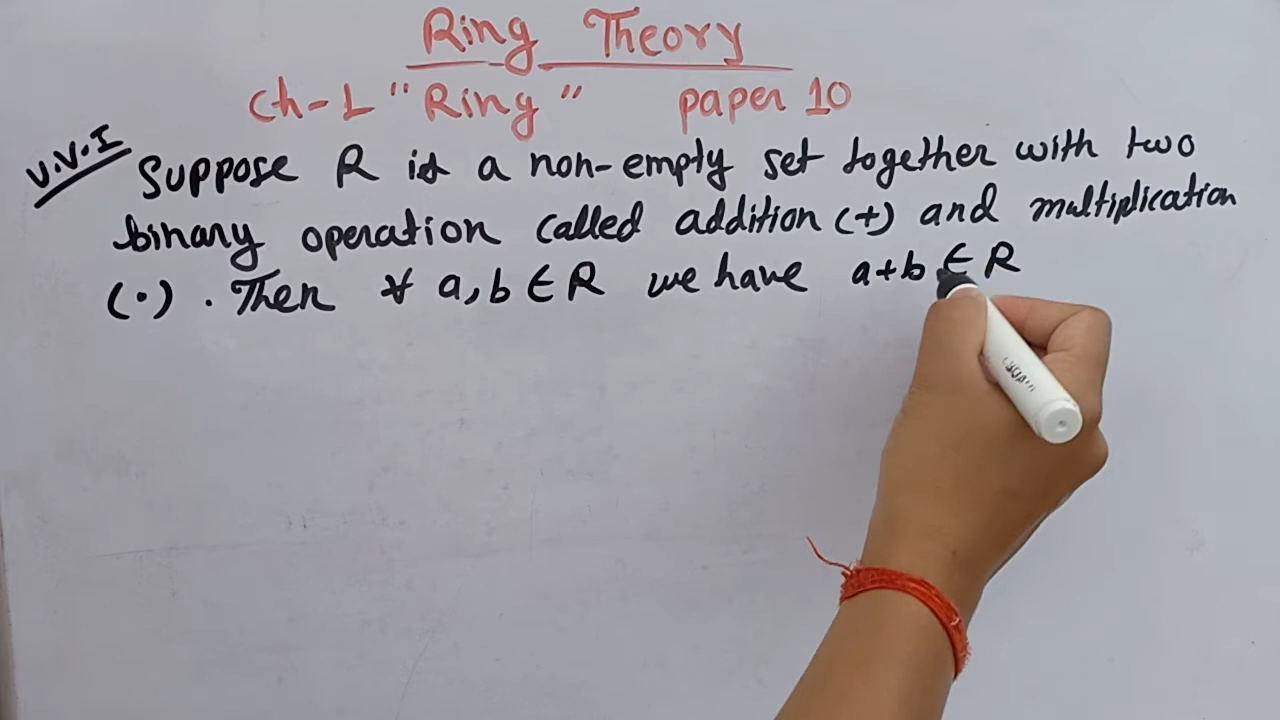 Ring Theory
Ch-1 "Ring" paper 10
V.V.I
Suppose R is a non-empty set together with two
binary operation called addition (+) and multiplication
(•). Then ∀ a,b ∈ R we have a+b ∈ R